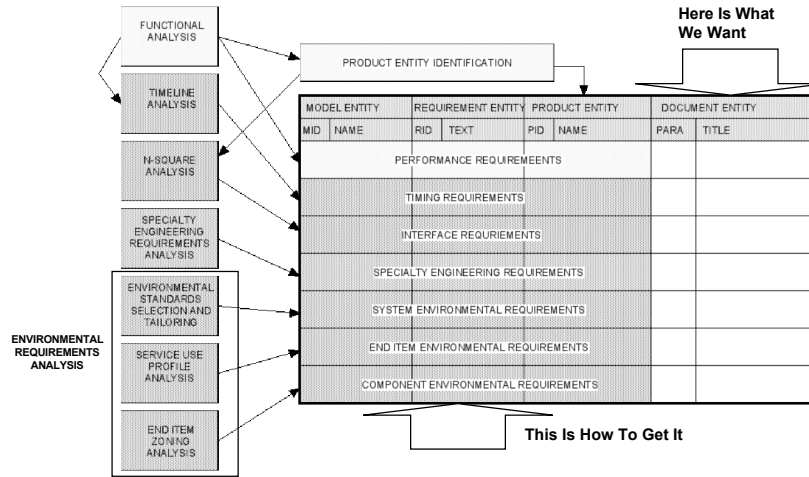 Here Is What
We Want
FUNCTIONAL
ANALYSIS
PRODUCT ENTITY IDENTIFICATION
TIMELINE
ANALYSIS
N-SQUARE
ANALYSIS
SPECIALTY
ENGINEERING
REQUIREMENTS
ANALYSIS
ENVIRONMENTAL
REQUIREMENTS
ANALYSIS
ENVIRONMENTAL
STANDARDS
SELECTION AND
TAILORING
SERVICE USE
PROFILE
ANALYSIS
END ITEM
ZONING
ANALYSIS
MODEL ENTITY REQUIREMENT ENTITY PRODUCT ENTITY DOCUMENT ENTITY
MID NAME RID TEXT PID NAME PARA TITLE
PERFORMANCE REQUIREMEENTS
TIMING REQUIREMENTS
INTERFACE REQURIEMENTS
SPECIALTY ENGINEERING REQUIREMENTS
SYSTEM ENVIRONMENTAL REQUIREMENTS
END ITEM ENVIRONMENTAL REQUIREMENTS
COMPONENT ENVIRONMENTAL REQUIREMENTS
This Is How To Get It